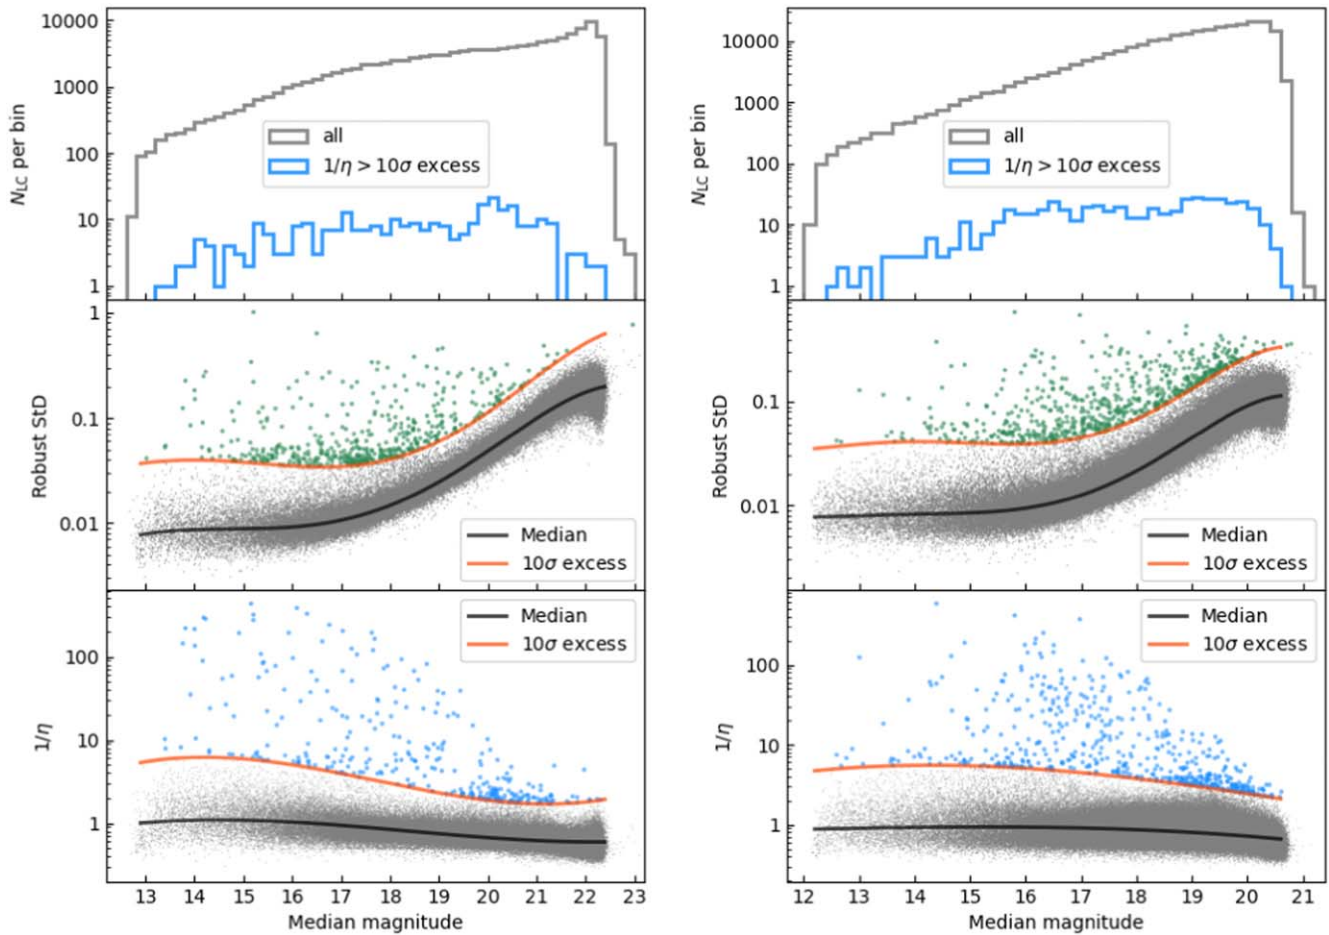 10000
1000
100
10
1
N_LC per bin
all
1/η > 10σ excess
1
0.1
0.01
Robust StD
Median
10σ excess
100
10
1
1/η
Median
10σ excess
13 14 15 16 17 18 19 20 21 22 23
Median magnitude
10000
1000
100
10
1
N_LC per bin
all
1/η > 10σ excess
0.1
0.01
Robust StD
Median
10σ excess
100
10
1
1/η
Median
10σ excess
12 13 14 15 16 17 18 19 20 21
Median magnitude